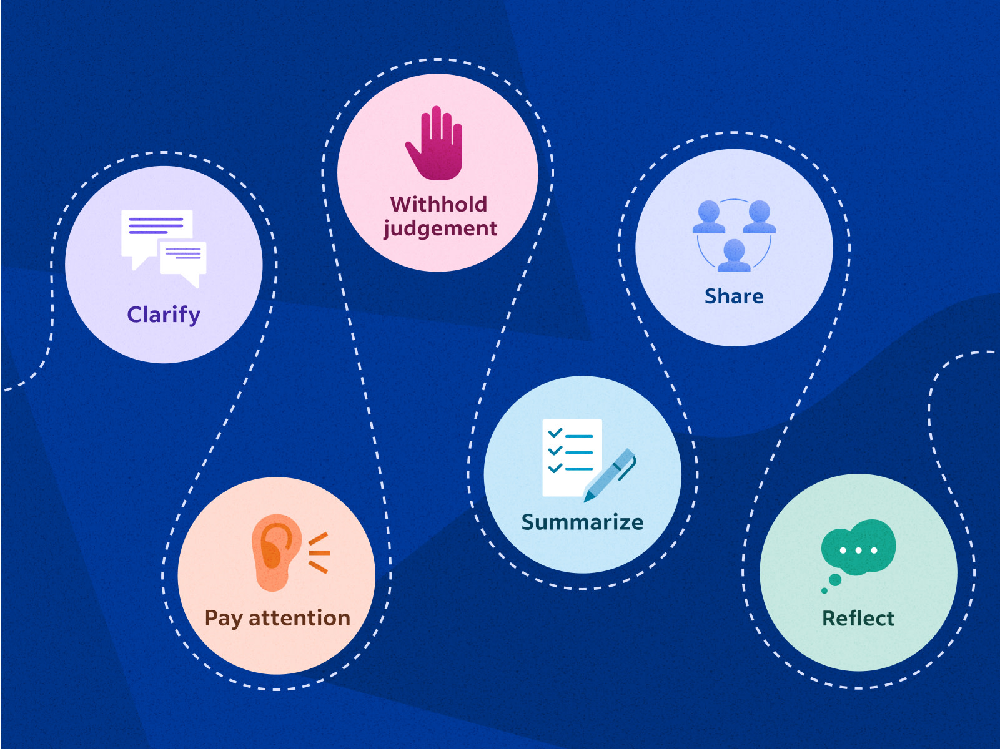 Clarify
Pay attention
Withhold
judgement
Summarize
Share
Reflect